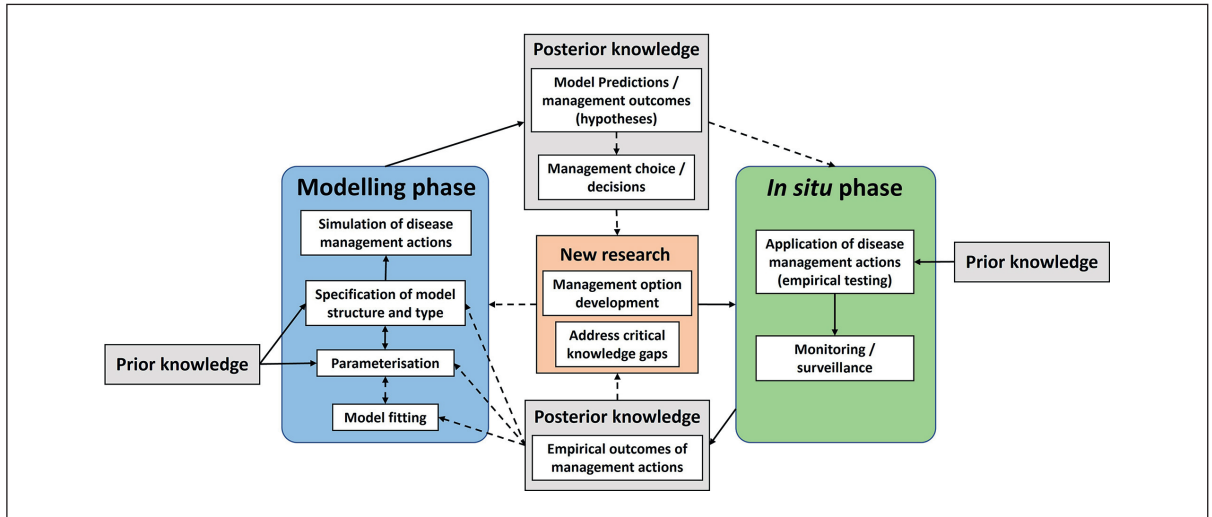 Posterior knowledge
Model Predictions /
management outcomes
(hypotheses)
Management choice /
decisions
Modelling phase
Simulation of disease
management actions
Specification of model
structure and type
Parameterisation
Model fitting
Prior knowledge
New research
Management option
development
Address critical
knowledge gaps
Posterior knowledge
Empirical outcomes of
management actions
In situ phase
Application of disease
management actions
(empirical testing)
Monitoring /
surveillance
Prior knowledge